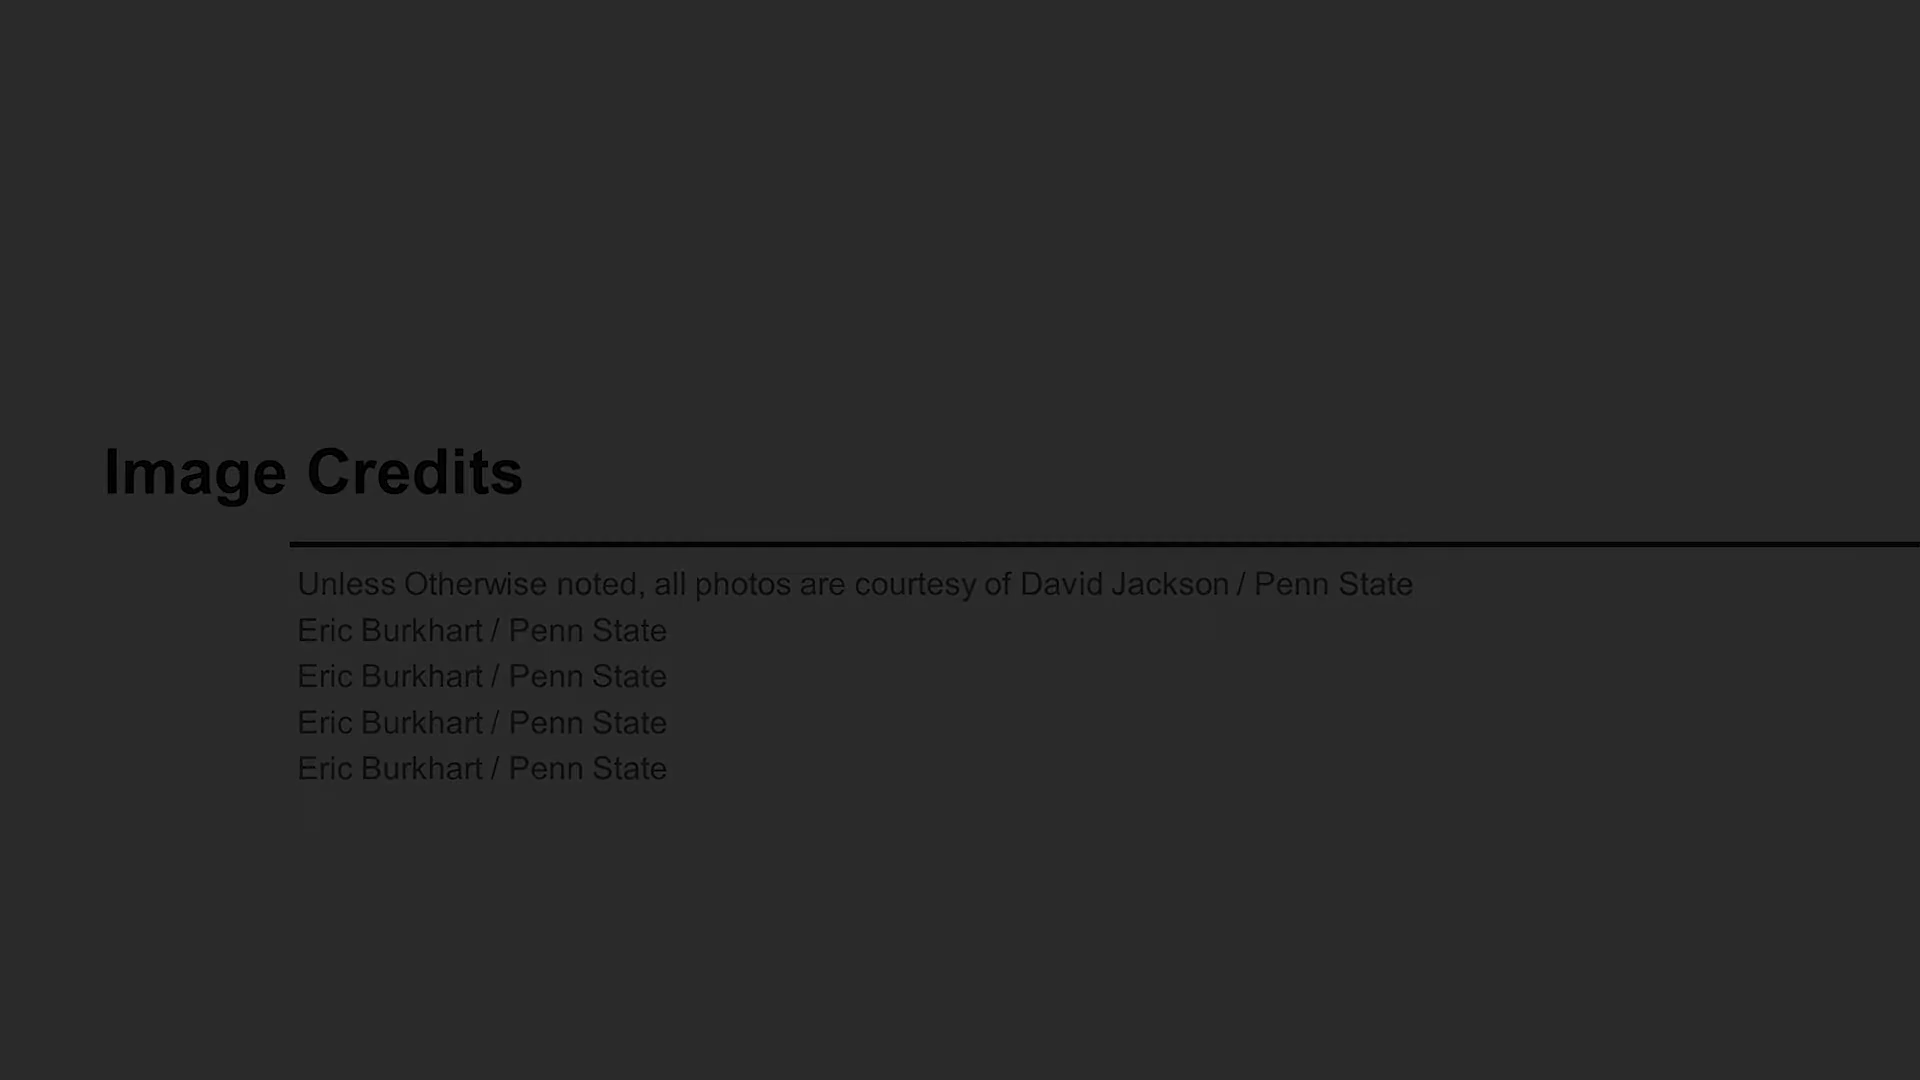 Image Credits
Unless Otherwise noted, all photos are courtesy of David Jackson / Penn State
Eric Burkhart / Penn State
Eric Burkhart / Penn State
Eric Burkhart / Penn State
Eric Burkhart / Penn State